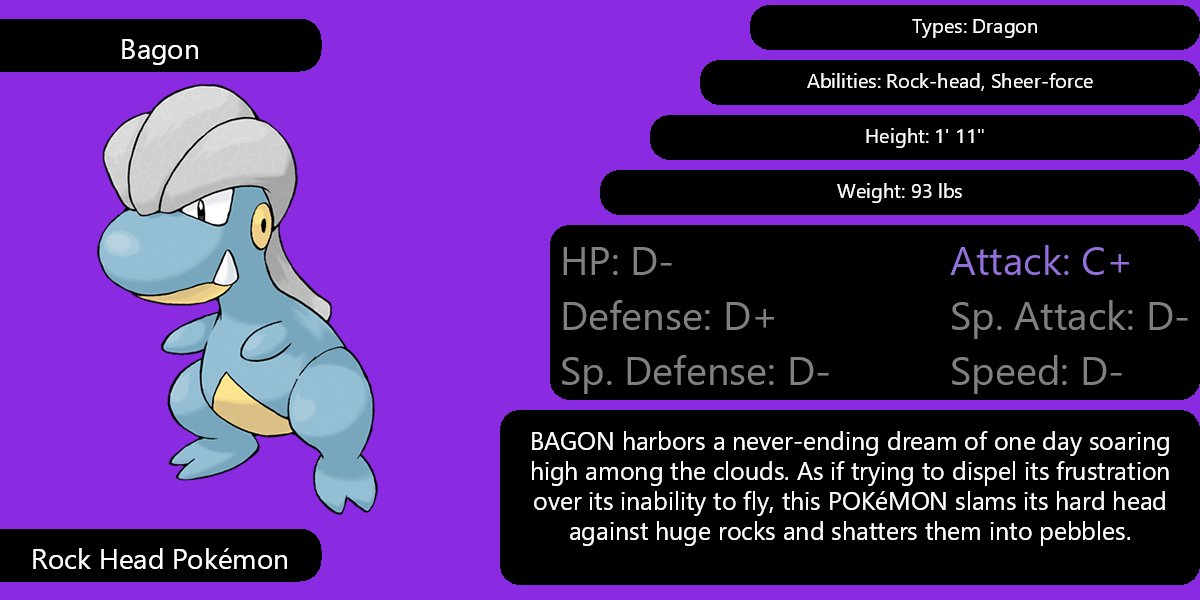 Bagon
Types: Dragon
Abilities: Rock-head, Sheer-force
Height: 1' 11"
Weight: 93 lbs
HP: D-
Attack: C+
Defense: D+
Sp. Attack: D-
Sp. Defense: D-
Speed: D-
BAGON harbors a never-ending dream of one day soaring
high among the clouds. As if trying to dispel its frustration
over its inability to fly, this POKéMON slams its hard head
against huge rocks and shatters them into pebbles.
Rock Head Pokémon